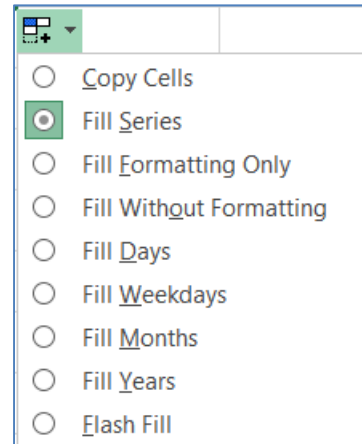 Copy Cells
Fill Series
Fill Formatting Only
Fill Without Formatting
Fill Days
Fill Weekdays
Fill Months
Fill Years
Flash Fill